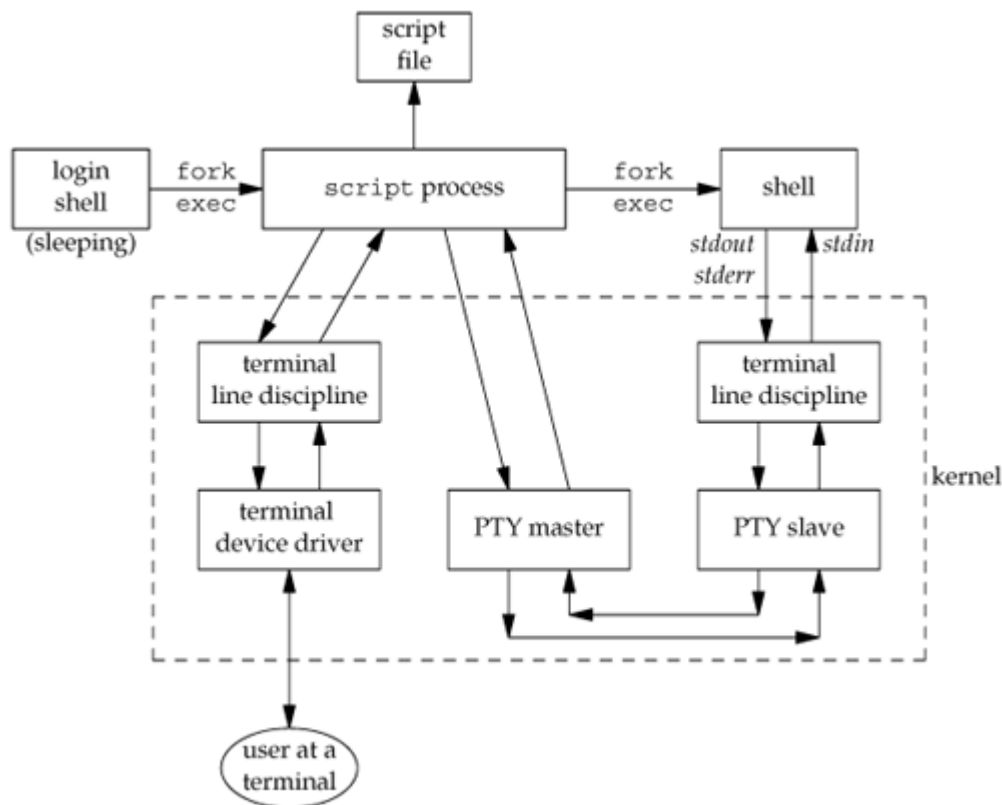 script
file
login
shell
(sleeping)
fork
exec
script process
fork
exec
shell
stdout
stderr
stdin
terminal
line discipline
terminal
line discipline
kernel
terminal
device driver
PTY master
PTY slave
user at a
terminal